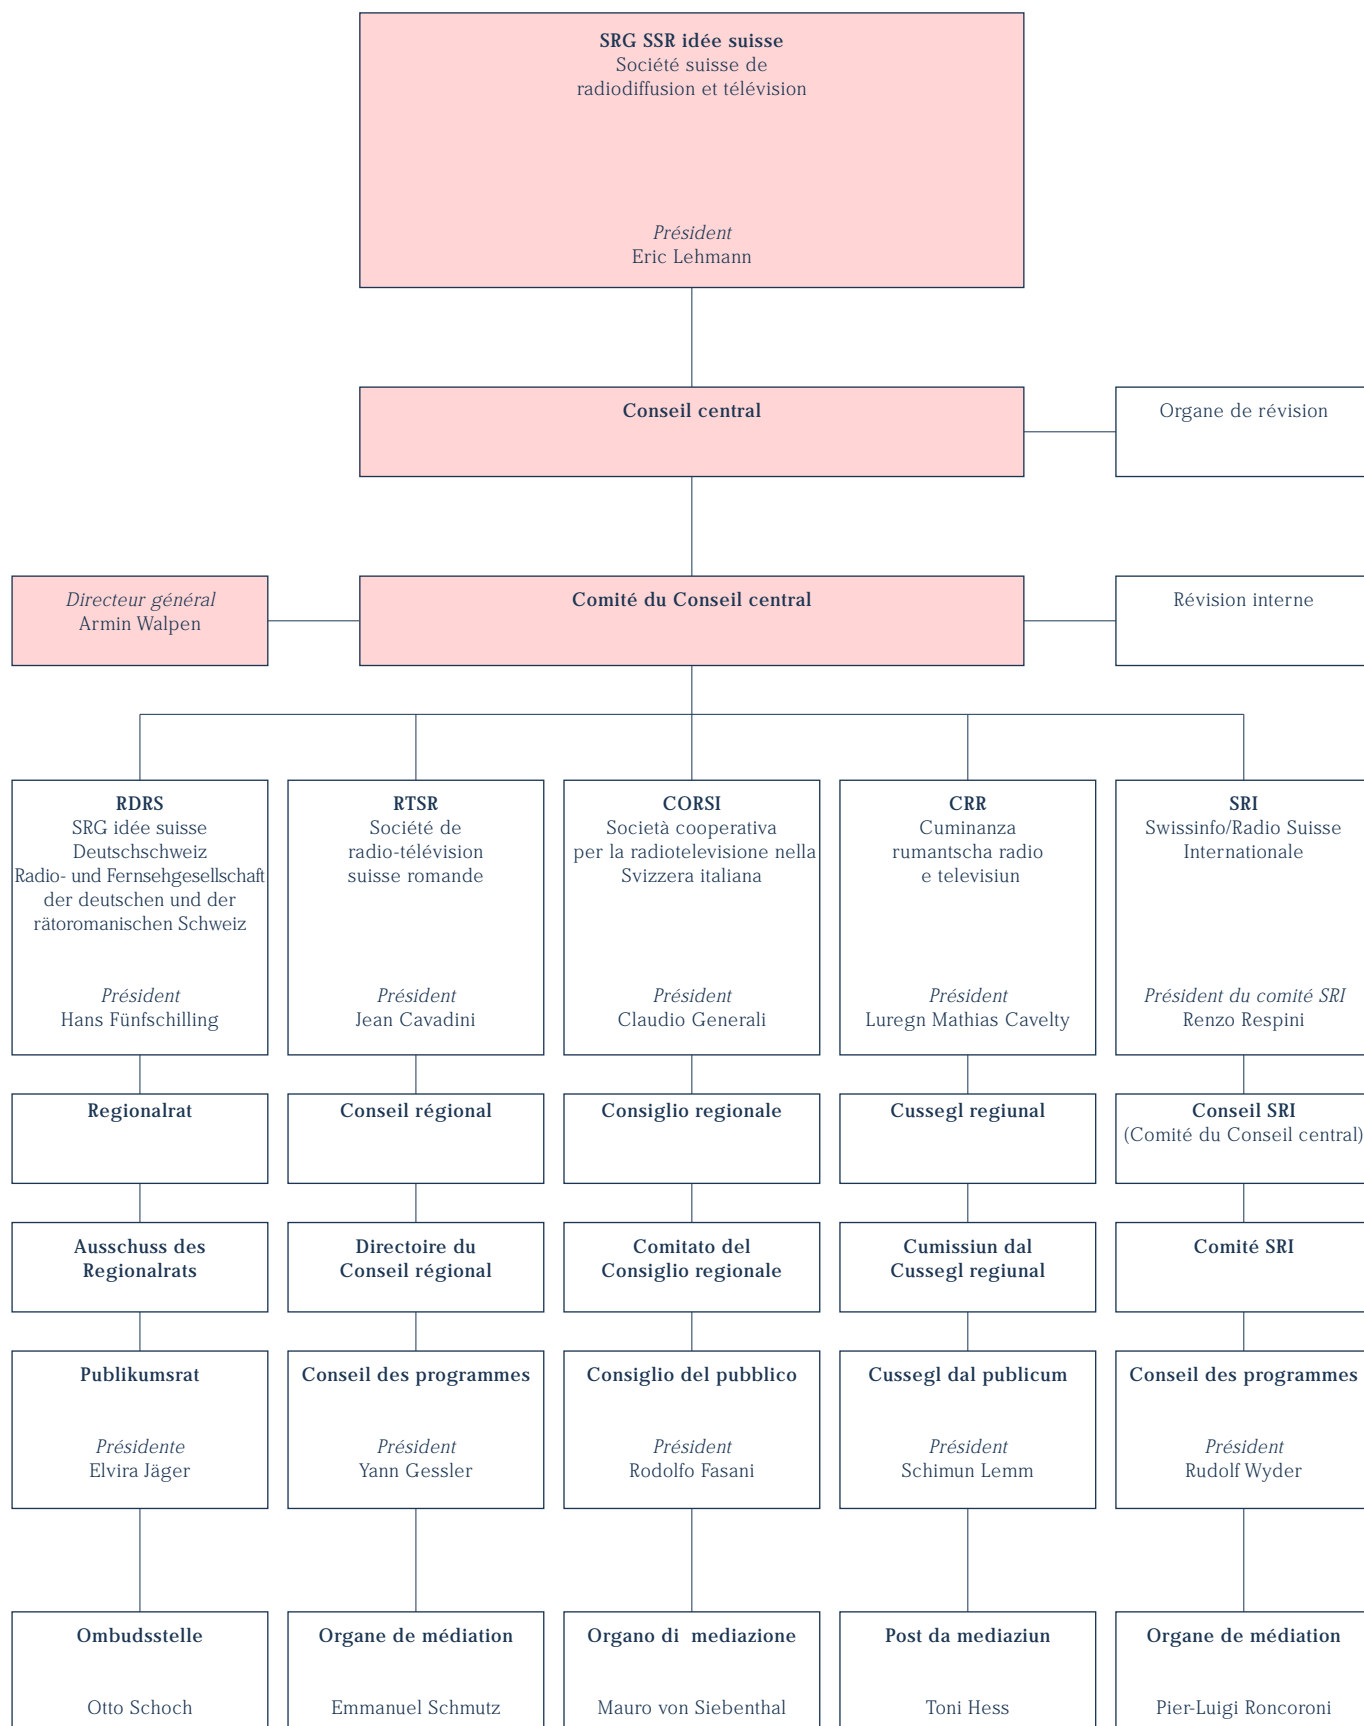 SRG SSR idée suisse
Société suisse de
radiodiffusion et télévision
Président
Eric Lehmann
Conseil central
Organe de révision
Directeur général
Armin Walpen
Comité du Conseil central
Révision interne
RDRS
SRG idée suisse
Deutschschweiz
Radio- und Fernsehgesellschaft
der deutschen und der
rätoromanischen Schweiz
Président
Hans Fünfschilling
RTSR
Société de
radio-télévision
suisse romande
Président
Jean Cavadini
CORSI
Società cooperativa
per la radiotelevisione nella
Svizzera italiana
Président
Claudio Generali
CRR
Cuminanza
rumantscha radio
e televisiun
Président
Luregn Mathias Cavelty
SRI
Swissinfo/Radio Suisse
Internationale
Président du comité SRI
Renzo Respini
Regionalrat
Conseil régional
Consiglio regionale
Cussegl regiunal
Conseil SRI
(Comité du Conseil central)
Ausschuss des
Regionalrats
Directoire du
Conseil régional
Comitato del
Consiglio regionale
Cumissiun dal
Cussegl regiunal
Comité SRI
Publikumsrat
Présidente
Elvira Jäger
Conseil des programmes
Président
Yann Gessler
Consiglio del pubblico
Président
Rodolfo Fasani
Cussegl dal publicum
Président
Schimun Lemm
Conseil des programmes
Président
Rudolf Wyder
Ombudsstelle
Otto Schoch
Organe de médiation
Emmanuel Schmutz
Organo di mediazione
Mauro von Siebenthal
Post da mediaziun
Toni Hess
Organe de médiation
Pier-Luigi Roncoroni